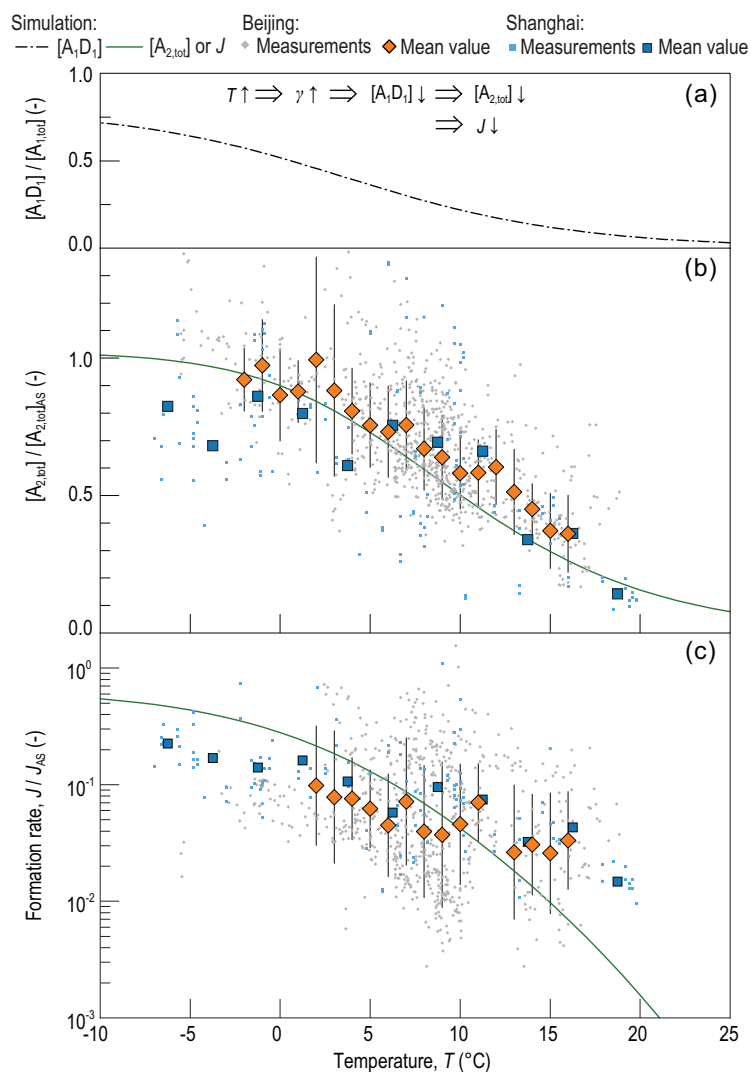 Simulation: Beijing: Shanghai:
[A₁D₁] [A₂,tot] or J Measurements Mean value Measurements Mean value
1.0
(a)
T ↑ ⇒ γ ↑ ⇒ [A₁D₁] ↓ ⇒ [A₂,tot] ↓
⇒ J ↓
0.5
0.0
[A₁D₁] / [A₁,tot] (-)
(b)
1.0
0.5
0.0
[A₂,tot] / [A₂,tot]AS (-)
(c)
10⁰
10⁻¹
10⁻²
10⁻³
Formation rate, J / JAS (-)
-10 -5 0 5 10 15 20 25
Temperature, T (°C)